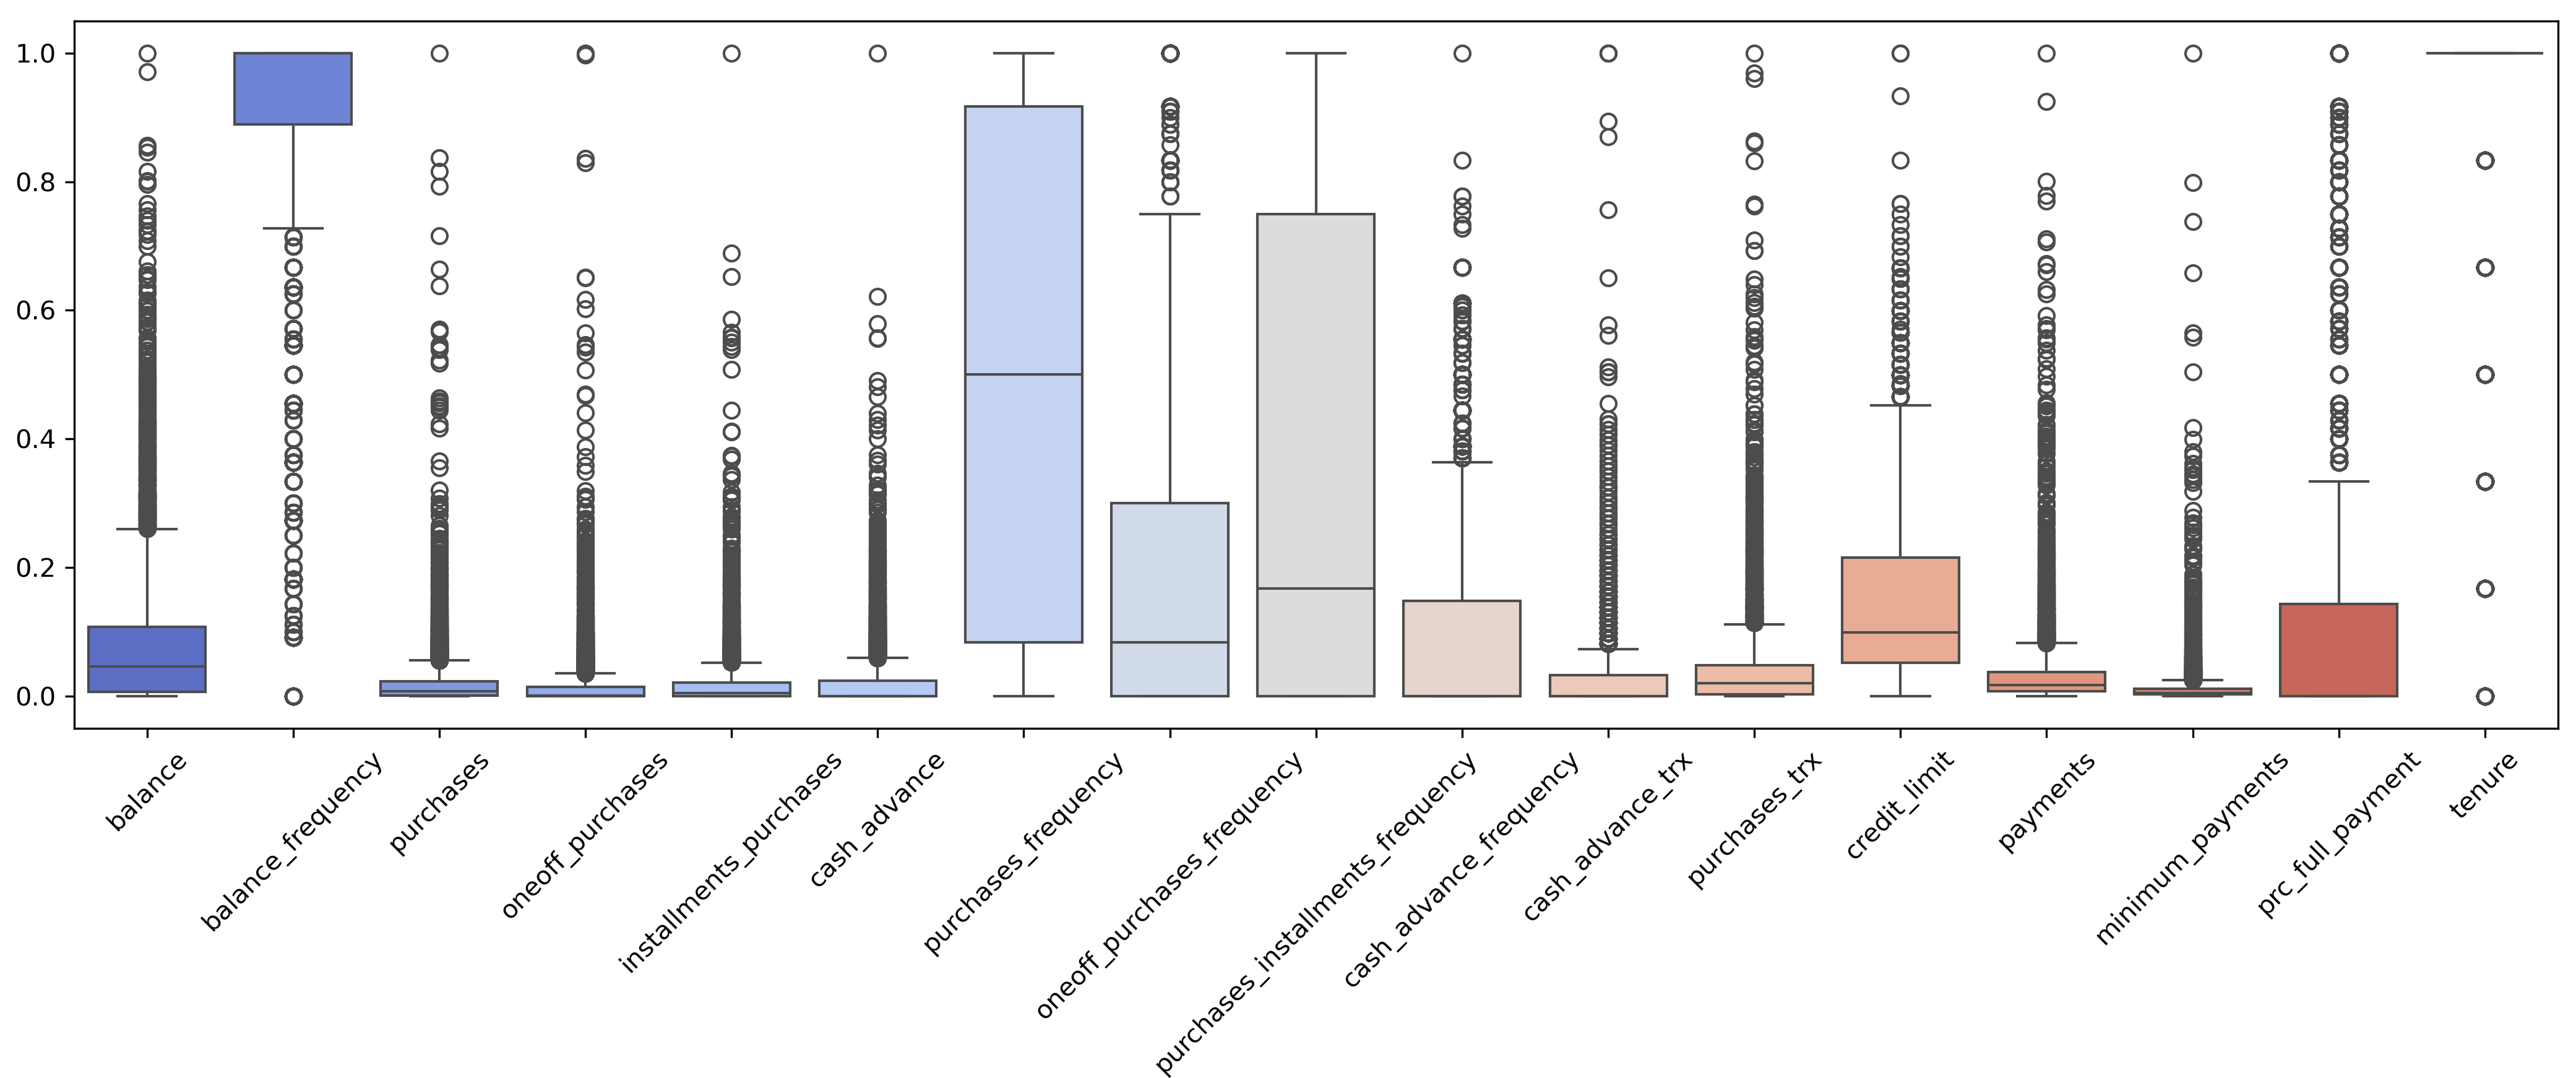 1.0
0.8
0.6
0.4
0.2
0.0
balance
balance_frequency
purchases
oneoff_purchases
installments_purchases
cash_advance
purchases_frequency
oneoff_purchases_frequency
purchases_installments_frequency
cash_advance_frequency
cash_advance_trx
purchases_trx
credit_limit
payments
minimum_payments
prc_full_payment
tenure